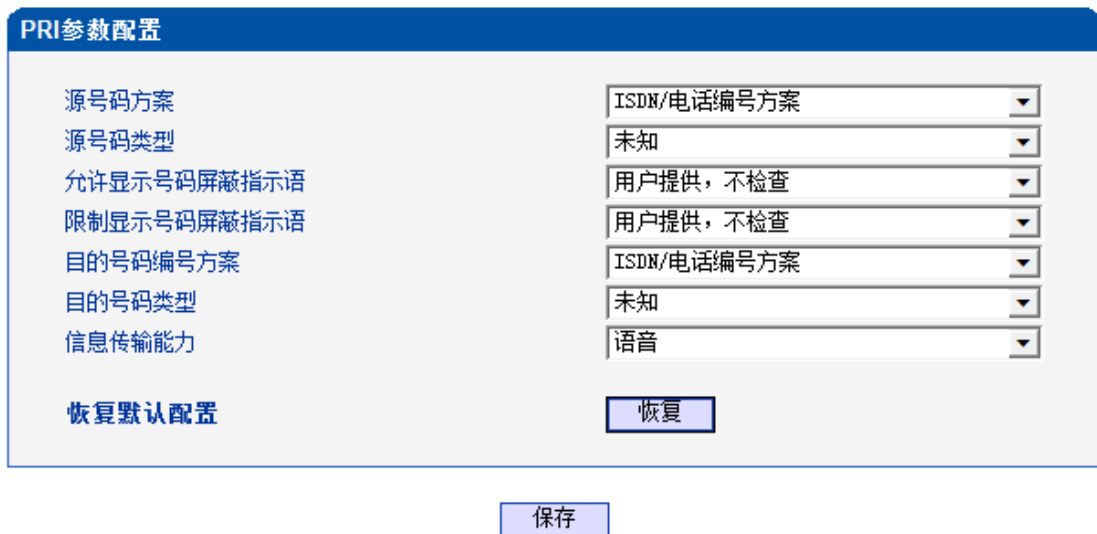 PRI参数配置
源号码方案 ISDN/电话编号方案
源号码类型 未知
允许显示号码屏蔽指示语 用户提供，不检查
限制显示号码屏蔽指示语 用户提供，不检查
目的号码编号方案 ISDN/电话编号方案
目的号码类型 未知
信息传输能力 语音
恢复默认配置 恢复
保存